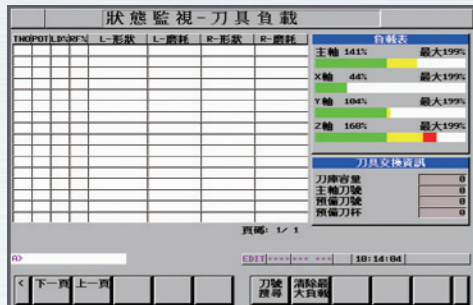 狀態監視-刀具負載
TNO POT LD% RF% L-形狀 L-磨耗 R-形狀 R-磨耗
負載表
主軸 141% 最大199%
X軸 44% 最大199%
Y軸 104% 最大199%
Z軸 160% 最大199%
刀具交換資訊
刀庫容量 0
主軸刀號 0
預備刀號 0
預備刀杯 0
頁碼: 1/ 1
A>
EDIT **** *** *** 10:14:04
< 下一頁 上一頁 刀號搜尋 清除最大負載